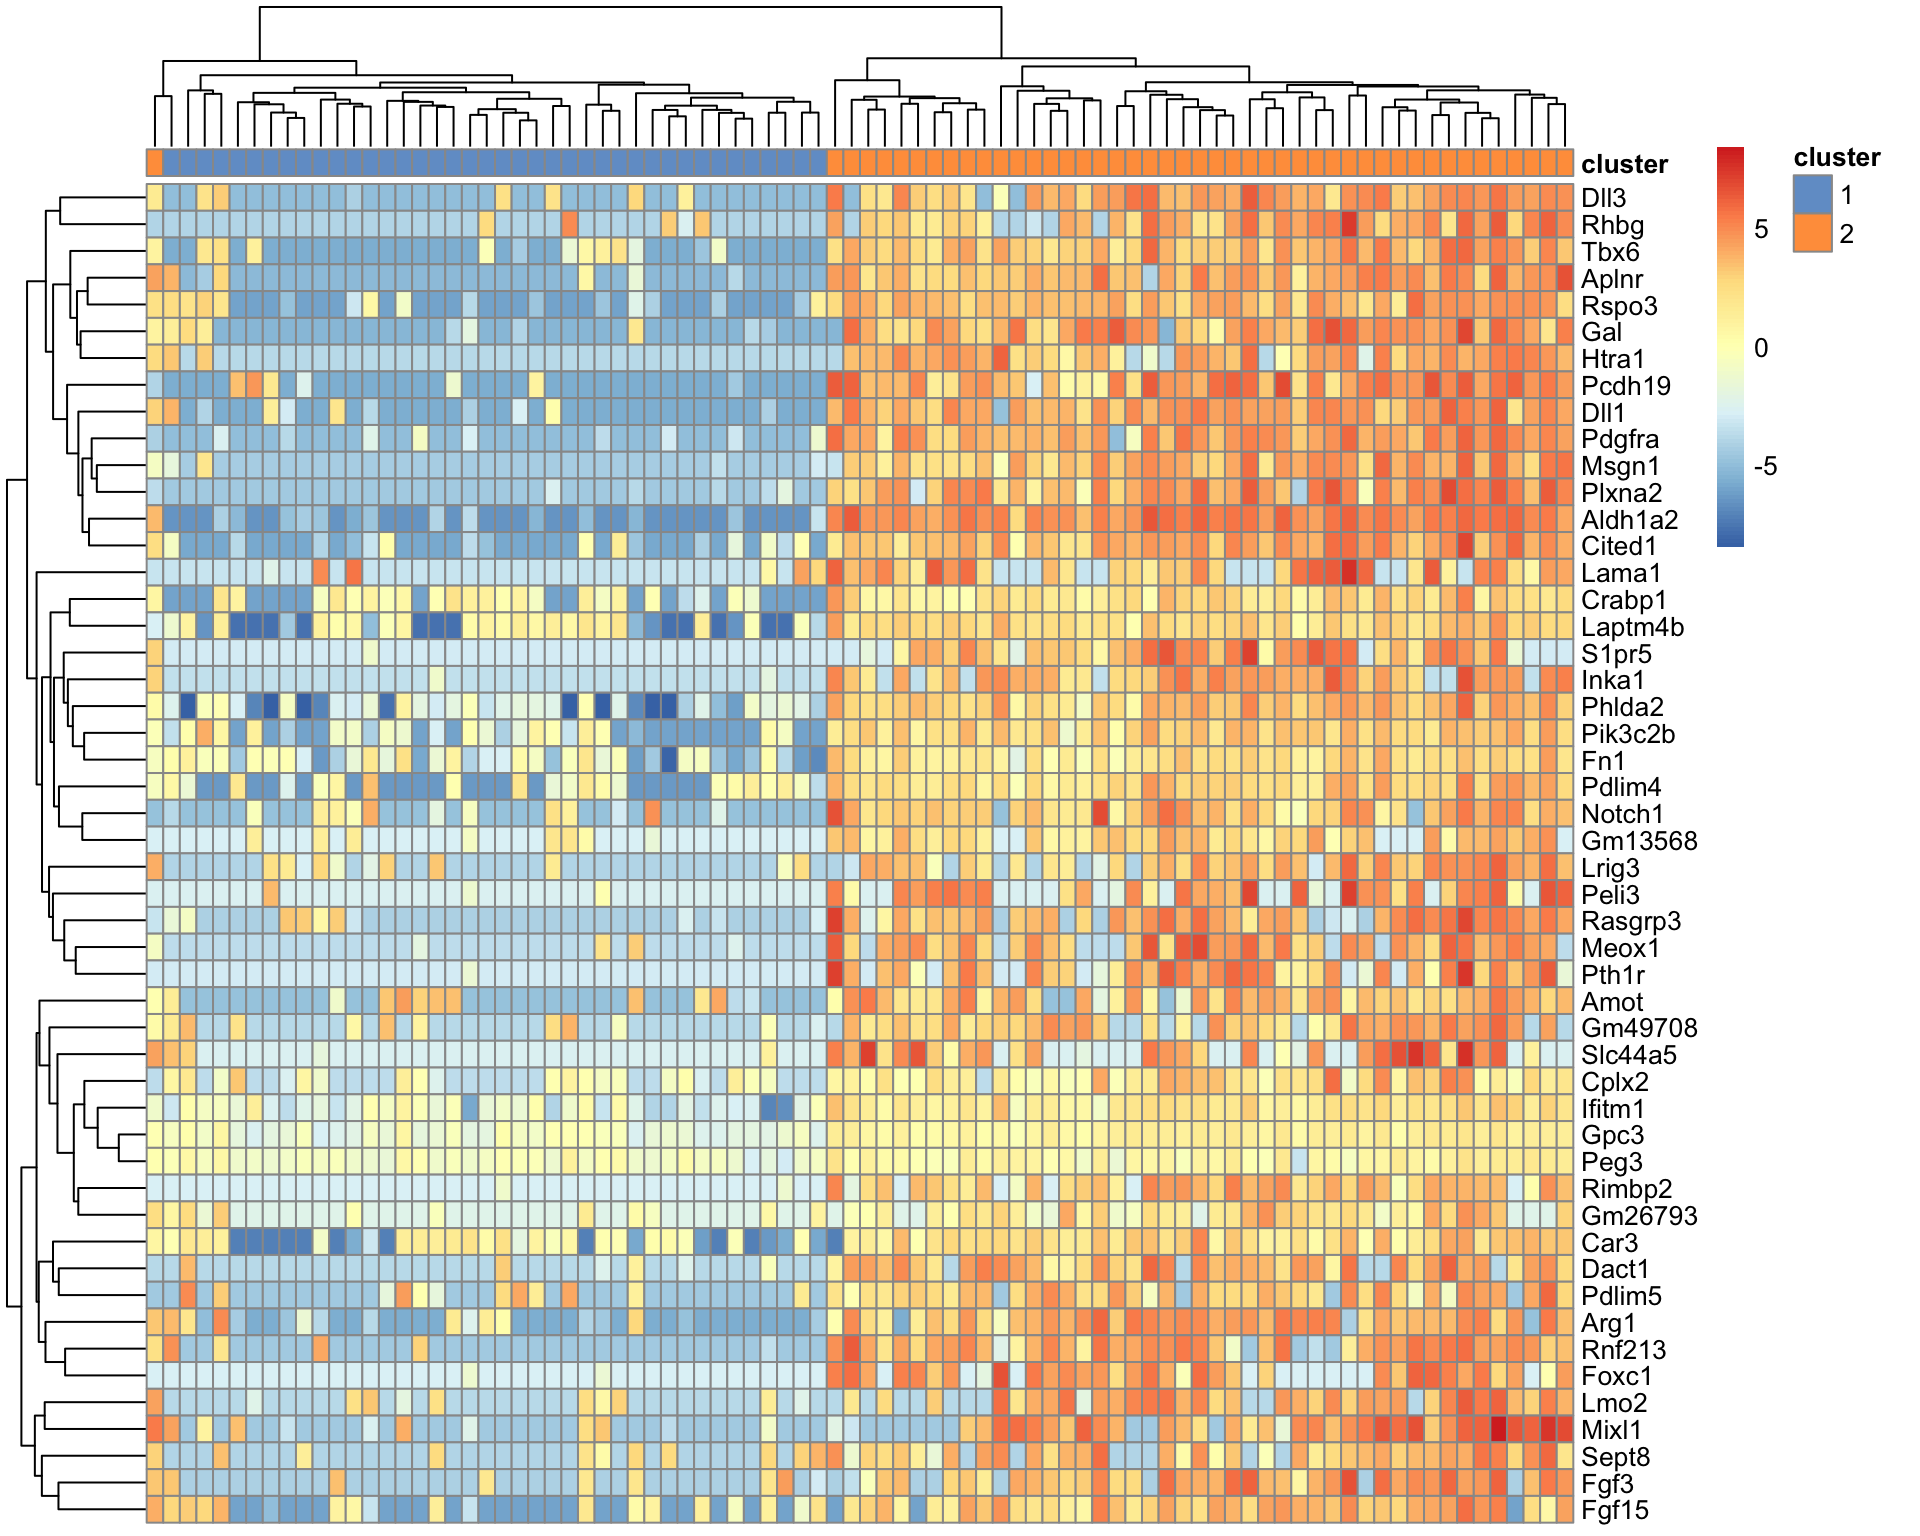 cluster
Dll3
Rhbg
Tbx6
Aplnr
Rspo3
Gal
Htra1
Pcdh19
Dll1
Pdgfra
Msgn1
Plxna2
Aldh1a2
Cited1
Lama1
Crabp1
Laptm4b
S1pr5
Inka1
Phlda2
Pik3c2b
Fn1
Pdlim4
Notch1
Gm13568
Lrig3
Peli3
Rasgrp3
Meox1
Pth1r
Amot
Gm49708
Slc44a5
Cplx2
Ifitm1
Gpc3
Peg3
Rimbp2
Gm26793
Car3
Dact1
Pdlim5
Arg1
Rnf213
Foxc1
Lmo2
Mixl1
Sept8
Fgf3
Fgf15
5
0
-5
cluster
1
2